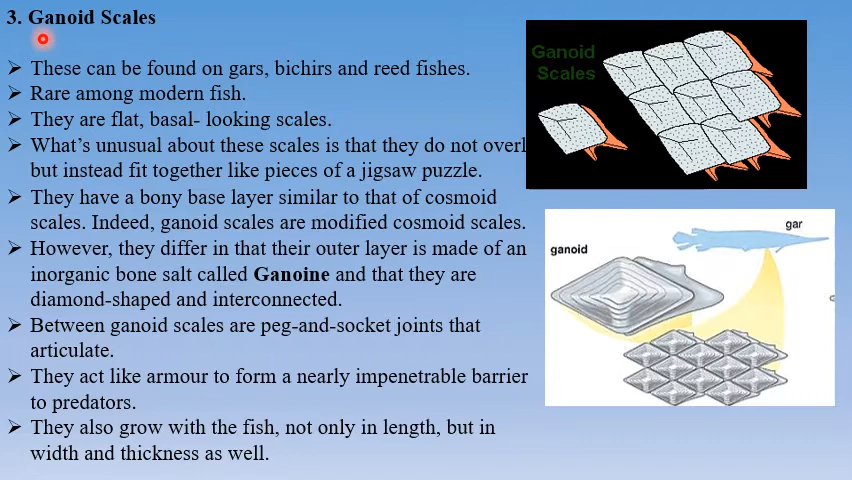 3. Ganoid Scales
➢ These can be found on gars, bichirs and reed fishes.
➢ Rare among modern fish.
➢ They are flat, basal- looking scales.
➢ What's unusual about these scales is that they do not overl
but instead fit together like pieces of a jigsaw puzzle.
➢ They have a bony base layer similar to that of cosmoid
scales. Indeed, ganoid scales are modified cosmoid scales.
➢ However, they differ in that their outer layer is made of an
inorganic bone salt called Ganoine and that they are
diamond-shaped and interconnected.
➢ Between ganoid scales are peg-and-socket joints that
articulate.
➢ They act like armour to form a nearly impenetrable barrier
to predators.
➢ They also grow with the fish, not only in length, but in
width and thickness as well.
Ganoid
Scales
gar
ganoid